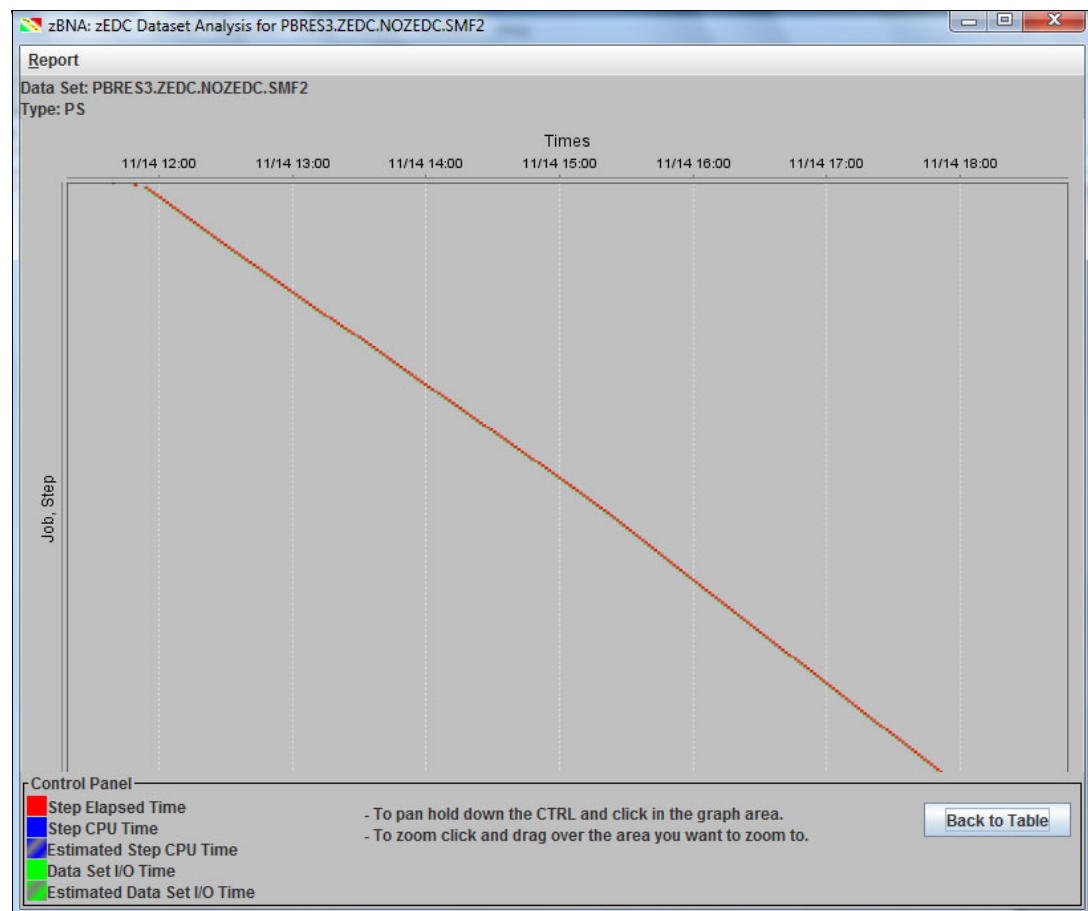 zBNA: zEDC Dataset Analysis for PBRES3.ZEDC.NOZEDC.SMF2
Report
Data Set: PBRES3.ZEDC.NOZEDC.SMF2
Type: PS
Times
11/14 12:00 11/14 13:00 11/14 14:00 11/14 15:00 11/14 16:00 11/14 17:00 11/14 18:00
Job, Step
Control Panel
Step Elapsed Time
Step CPU Time
Estimated Step CPU Time
Data Set I/O Time
Estimated Data Set I/O Time
- To pan hold down the CTRL and click in the graph area.
- To zoom click and drag over the area you want to zoom to.
Back to Table